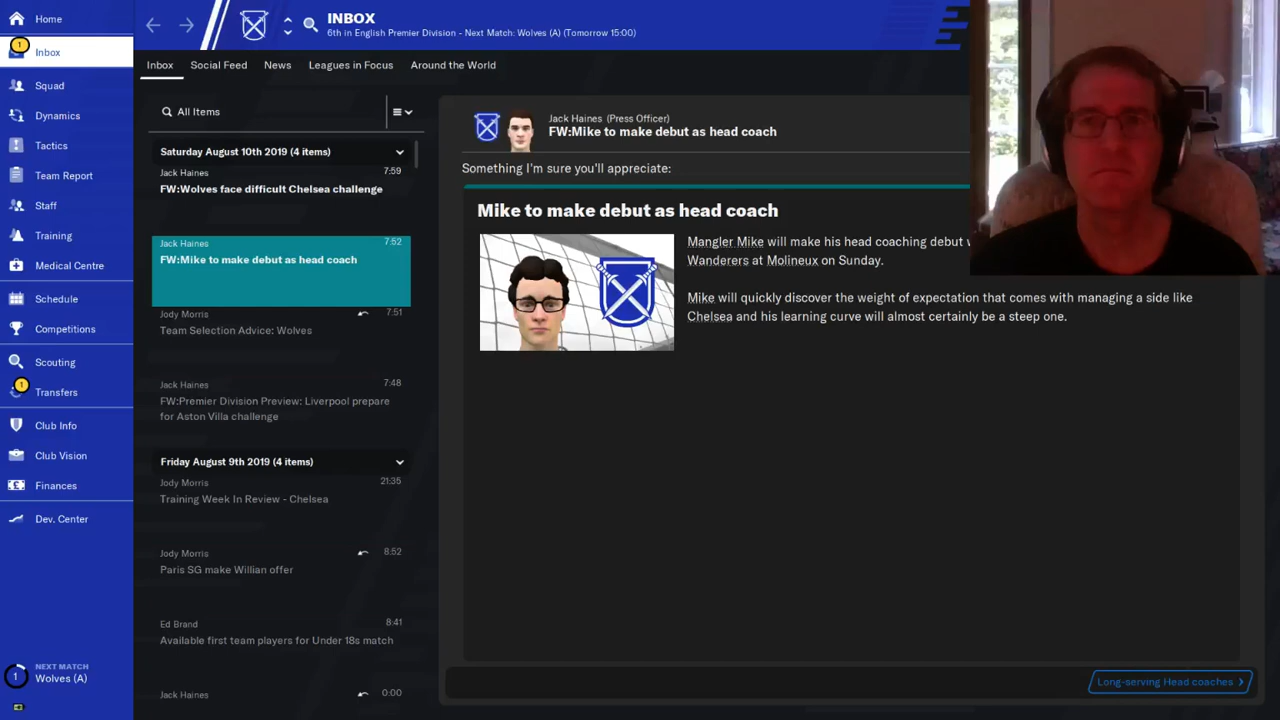 Home
INBOX
6th in English Premier Division - Next Match: Wolves (A) (Tomorrow 15:00)
1
Inbox
Squad
Dynamics
Tactics
Team Report
Staff
Training
Medical Centre
Schedule
Competitions
Scouting
1
Transfers
Club Info
Club Vision
Finances
Dev. Center
NEXT MATCH
1
Wolves (A)
Inbox
Social Feed
News
Leagues in Focus
Around the World
All Items
Saturday August 10th 2019 (4 items)
Jack Haines
7:59
FW:Wolves face difficult Chelsea challenge
Jack Haines
7:52
FW:Mike to make debut as head coach
Jody Morris
7:51
Team Selection Advice: Wolves
Jack Haines
7:48
FW:Premier Division Preview: Liverpool prepare
for Aston Villa challenge
Friday August 9th 2019 (4 items)
Jody Morris
21:35
Training Week In Review - Chelsea
Jody Morris
8:52
Paris SG make Willian offer
Ed Brand
8:41
Available first team players for Under 18s match
Jack Haines
0:00
Jack Haines (Press Officer)
FW:Mike to make debut as head coach
Something I'm sure you'll appreciate:
Mike to make debut as head coach
Mangler Mike will make his head coaching debut
Wanderers at Molineux on Sunday.
Mike will quickly discover the weight of expectation that comes with managing a side like
Chelsea and his learning curve will almost certainly be a steep one.
Long-serving Head coaches